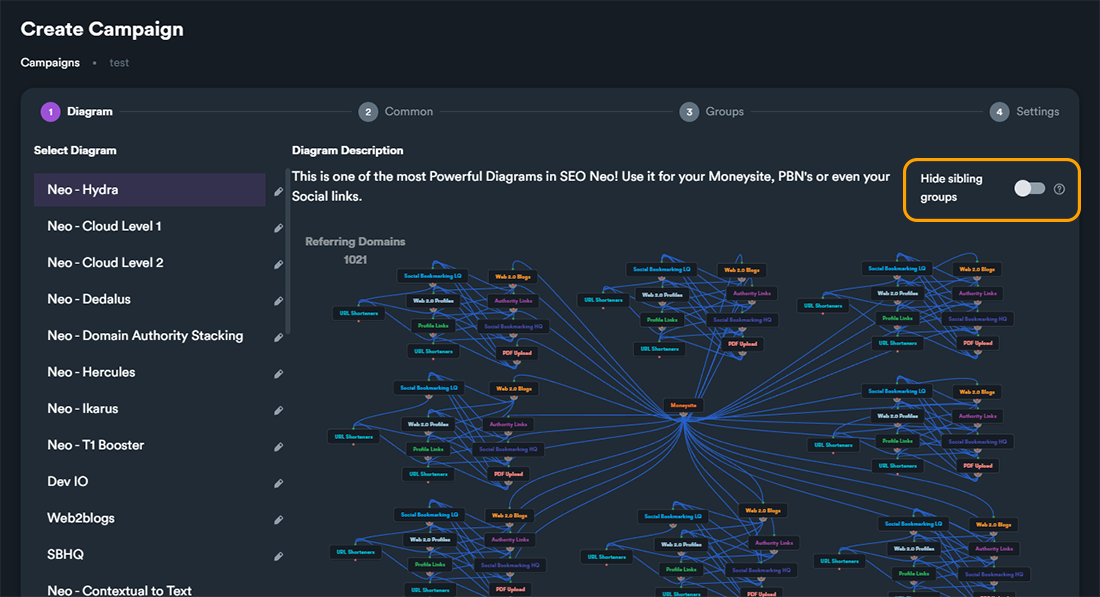 Create Campaign
Campaigns • test
1 Diagram
2 Common
3 Groups
4 Settings
Select Diagram
Neo - Hydra
Neo - Cloud Level 1
Neo - Cloud Level 2
Neo - Dedalus
Neo - Domain Authority Stacking
Neo - Hercules
Neo - Ikarus
Neo - T1 Booster
Dev IO
Web2blogs
SBHQ
Neo - Contextual to Text
Diagram Description
This is one of the most Powerful Diagrams in SEO Neo! Use it for your Moneysite, PBN's or even your
Social links.
Hide sibling
groups
Referring Domains
1021
Social Bookmarking LQ
Web 2.0 Blogs
Web 2.0 Profiles
Authority Links
URL Shorteners
Profile Links
Social Bookmarking HQ
URL Shorteners
PDF Upload
Social Bookmarking LQ
Web 2.0 Blogs
Web 2.0 Profiles
Authority Links
URL Shorteners
Profile Links
Social Bookmarking HQ
URL Shorteners
PDF Upload
Social Bookmarking LQ
Web 2.0 Blogs
Web 2.0 Profiles
Authority Links
URL Shorteners
Profile Links
Social Bookmarking HQ
URL Shorteners
PDF Upload
Social Bookmarking LQ
Web 2.0 Blogs
Web 2.0 Profiles
Authority Links
URL Shorteners
Profile Links
Social Bookmarking HQ
URL Shorteners
PDF Upload
Moneysite
Social Bookmarking LQ
Web 2.0 Blogs
Web 2.0 Profiles
Authority Links
URL Shorteners
Profile Links
Social Bookmarking HQ
URL Shorteners
PDF Upload
Social Bookmarking LQ
Web 2.0 Blogs
Web 2.0 Profiles
Authority Links
URL Shorteners
Profile Links
Social Bookmarking HQ
URL Shorteners
PDF Upload
Social Bookmarking LQ
Web 2.0 Blogs
Web 2.0 Profiles
Authority Links
URL Shorteners
Profile Links
Social Bookmarking HQ
URL Shorteners
PDF Upload
Social Bookmarking LQ
Web 2.0 Blogs
Web 2.0 Profiles
Authority Links
URL Shorteners
Profile Links
Social Bookmarking HQ